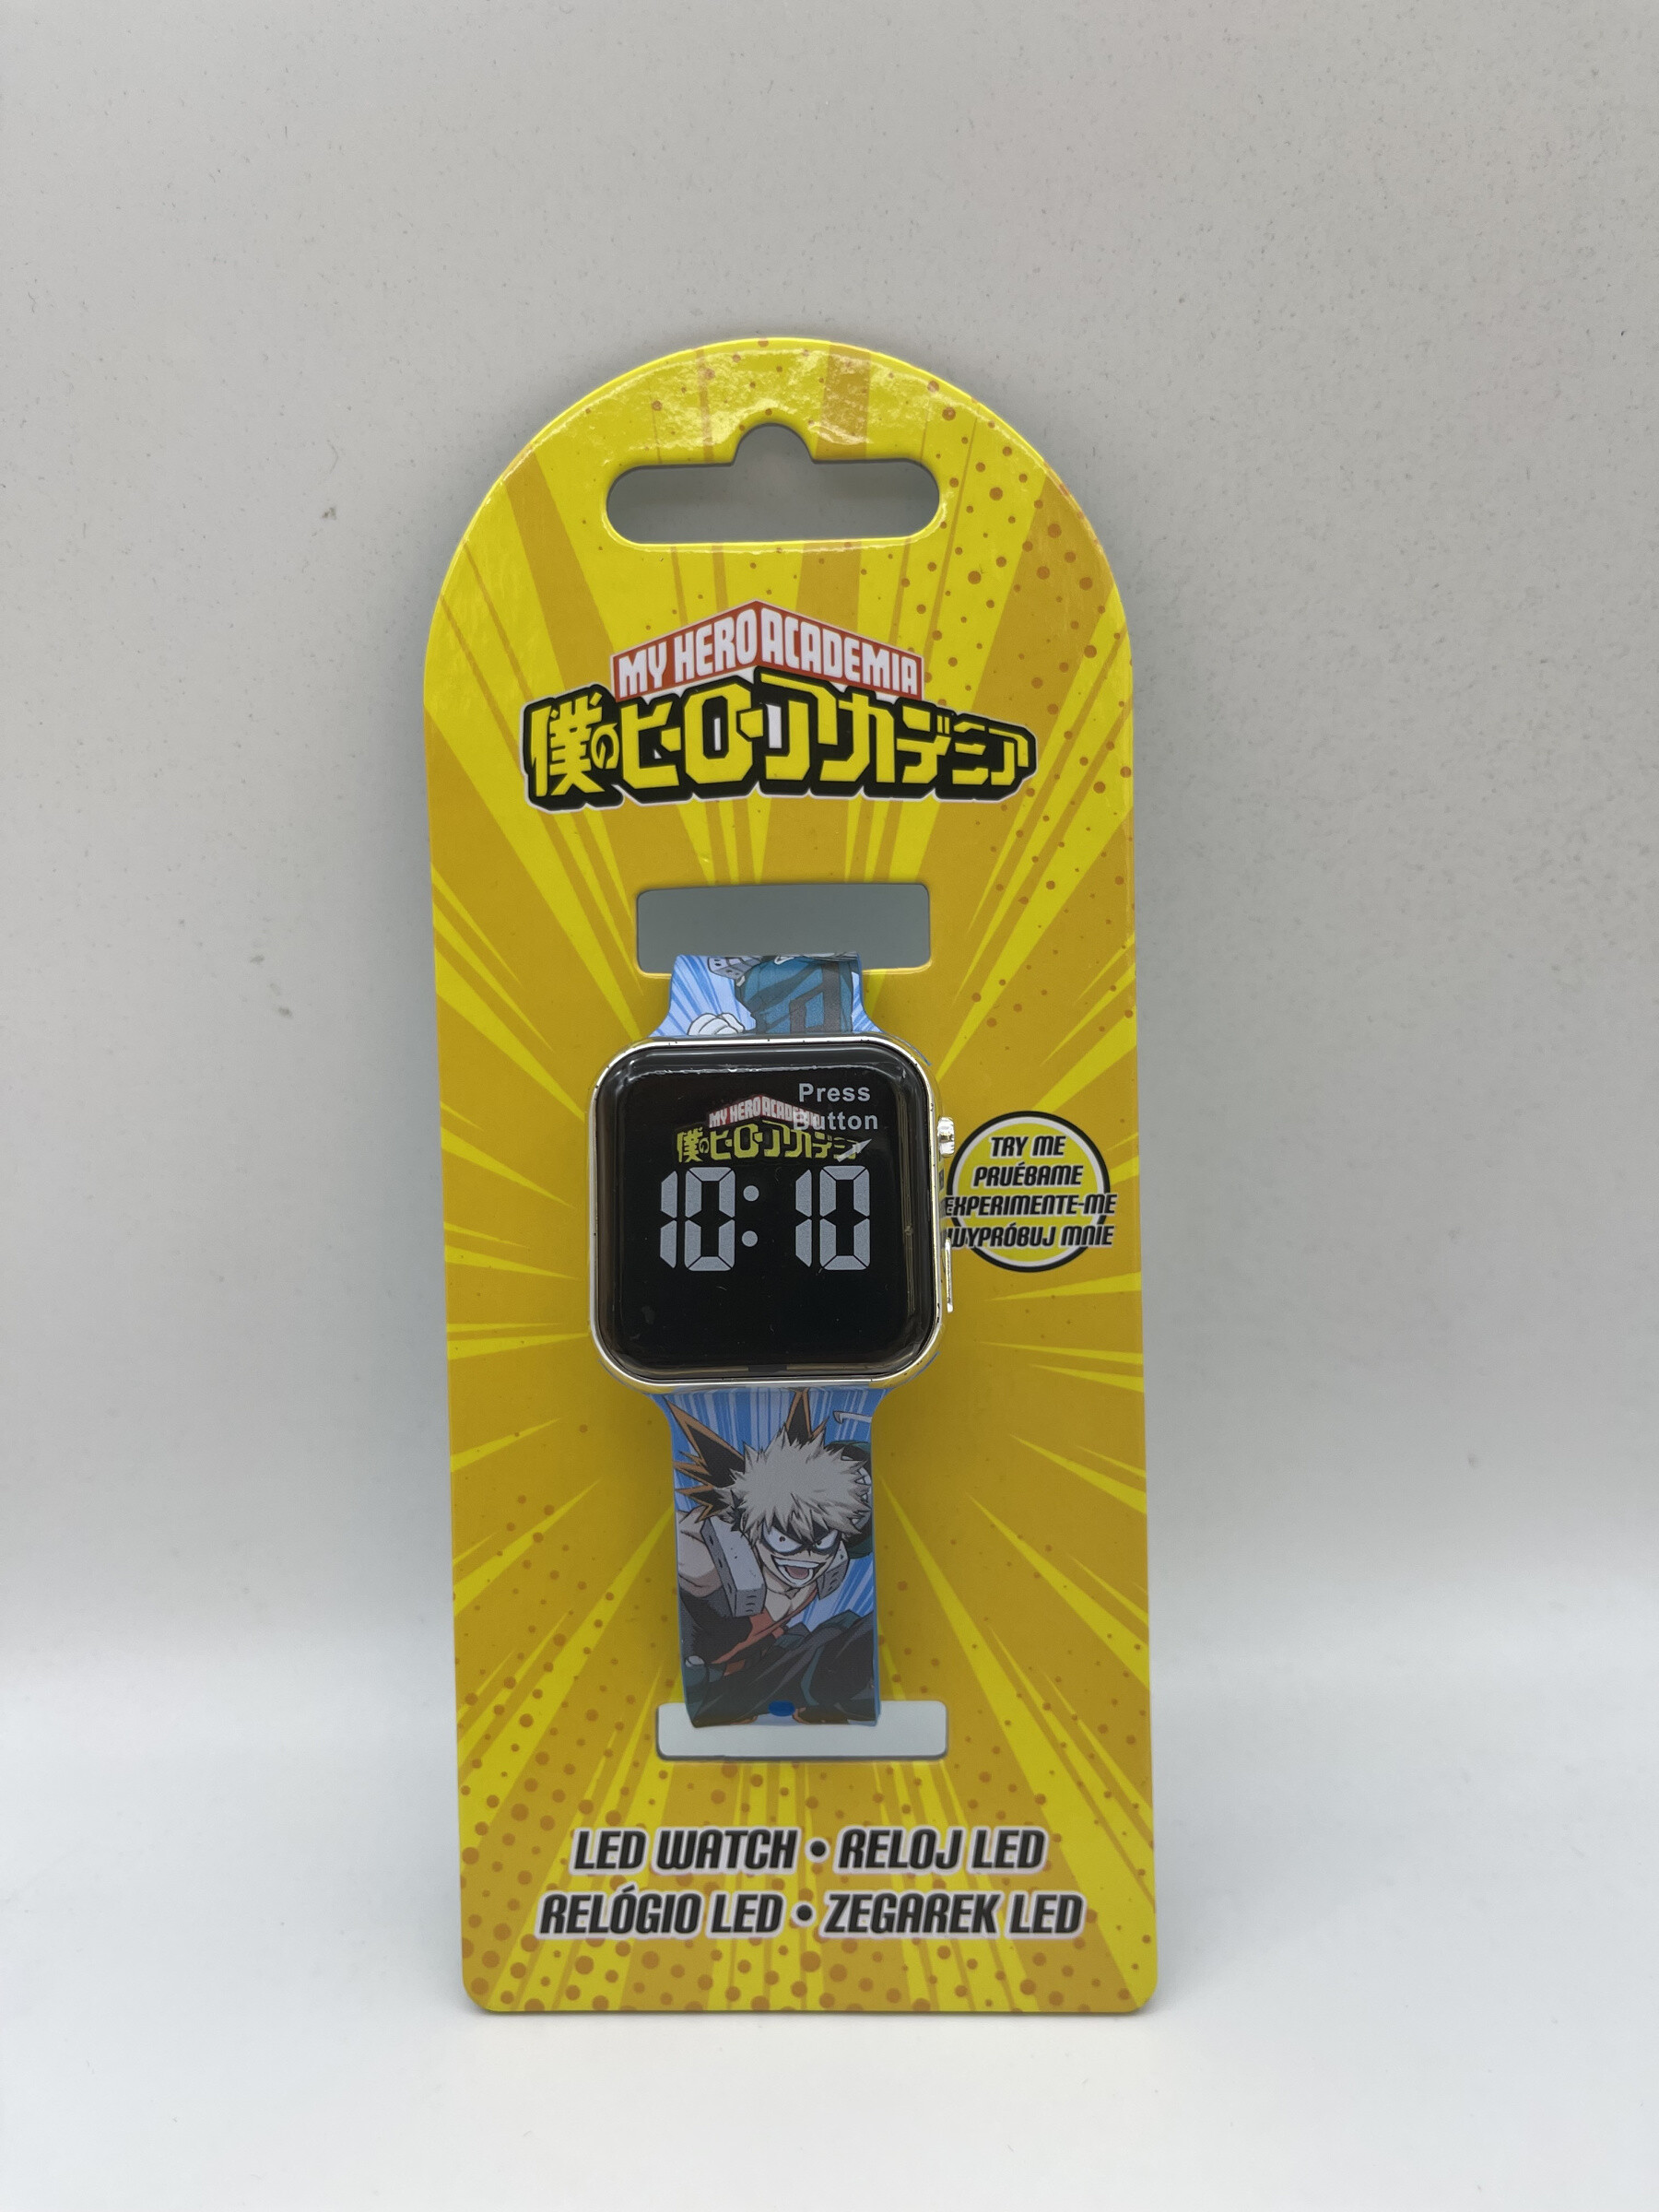 MY HERO ACADEMIA
僕のヒーローアカデミア
Press
Button
MY HERO ACADEMIA
僕のヒーローアカデミア
10:10
TRY ME
PRUÉBAME
EXPERIMENTE-ME
WYPRÓBUJ MNIE
LED WATCH • RELOJ LED
RELÓGIO LED • ZEGAREK LED